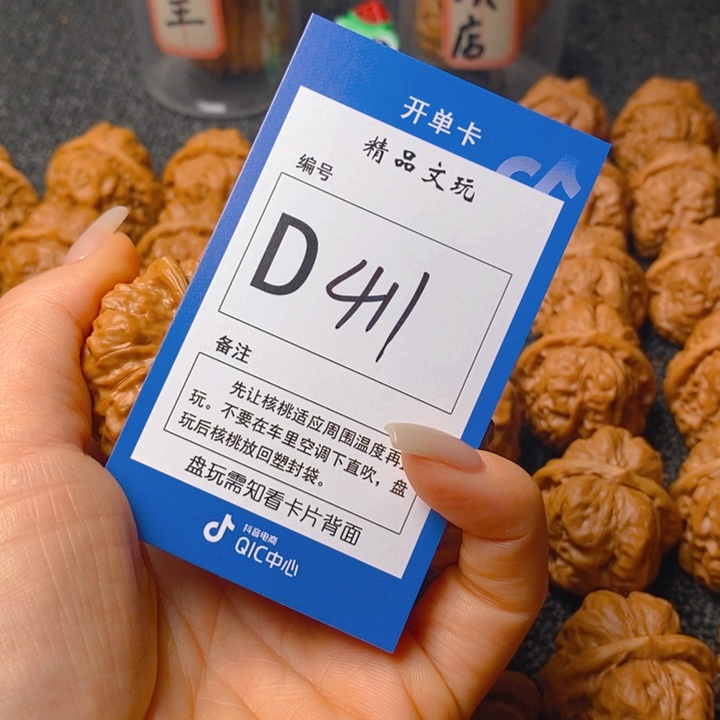 店
开单卡
精品文玩
编号
D 411
备注
先让核桃适应周围温度再
玩。不要在车里空调下直吹，盘
玩后核桃放回塑封袋。
盘玩需知看卡片背面
抖音电商
QIC中心